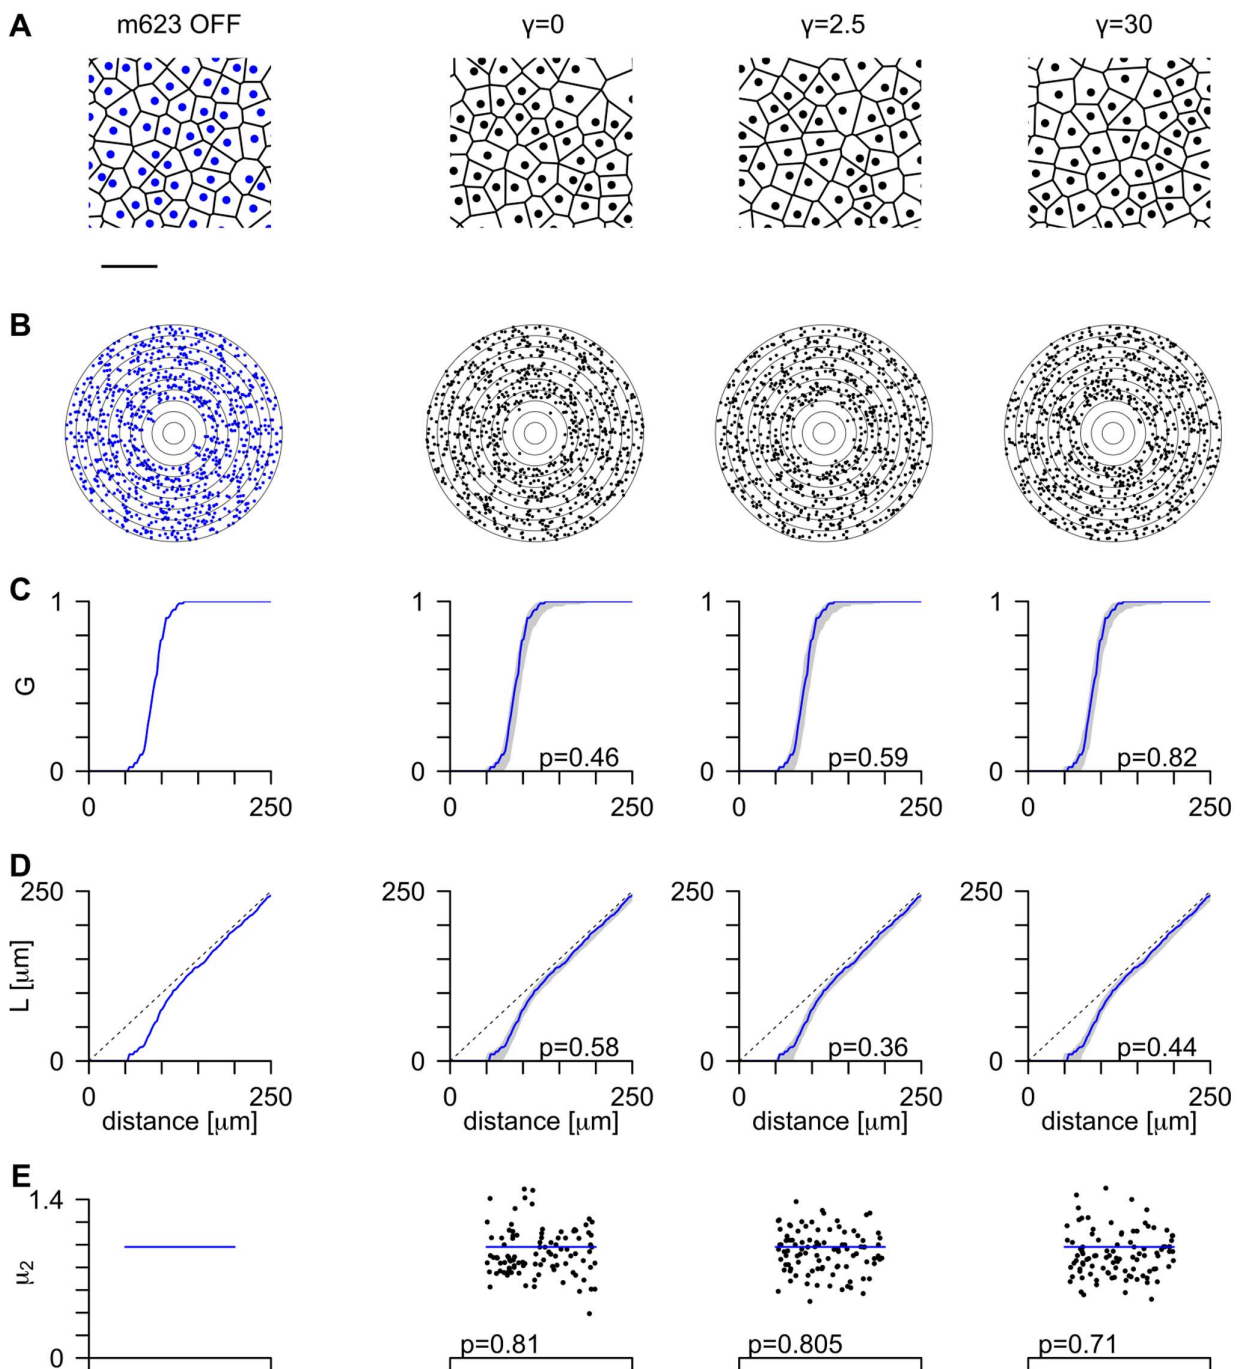 A
m623 OFF γ=0 γ=2.5 γ=30
B
C
G
1 1 1 1
p=0.46 p=0.59 p=0.82
0 0 0 0
0 250 0 250 0 250 0 250
D
L [μm]
250 250 250 250
p=0.58 p=0.36 p=0.44
0 0 0 0
0 250 0 250 0 250 0 250
distance [μm] distance [μm] distance [μm] distance [μm]
E
1.4
μ2
p=0.81 p=0.805 p=0.71
0